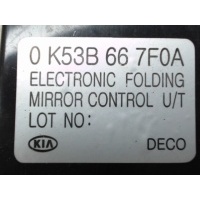 0 K53B 66 7F0A
ELECTRONIC FOLDING
MIRROR CONTROL U/T
LOT NO:
KIA DECO